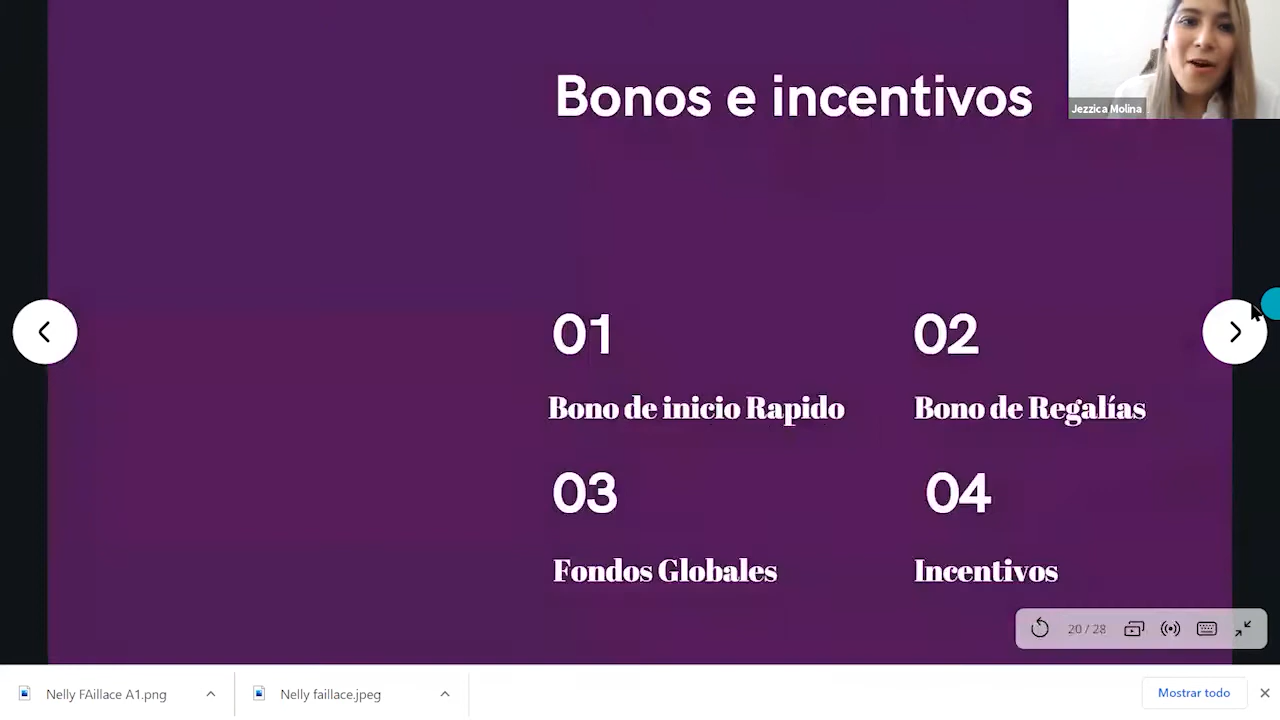 Bonos e incentivos
Jezzica Molina
01
02
Bono de inicio Rapido
Bono de Regalías
03
04
Fondos Globales
Incentivos
20 / 28
Nelly FAillace A1.png
Nelly faillace.jpeg
Mostrar todo